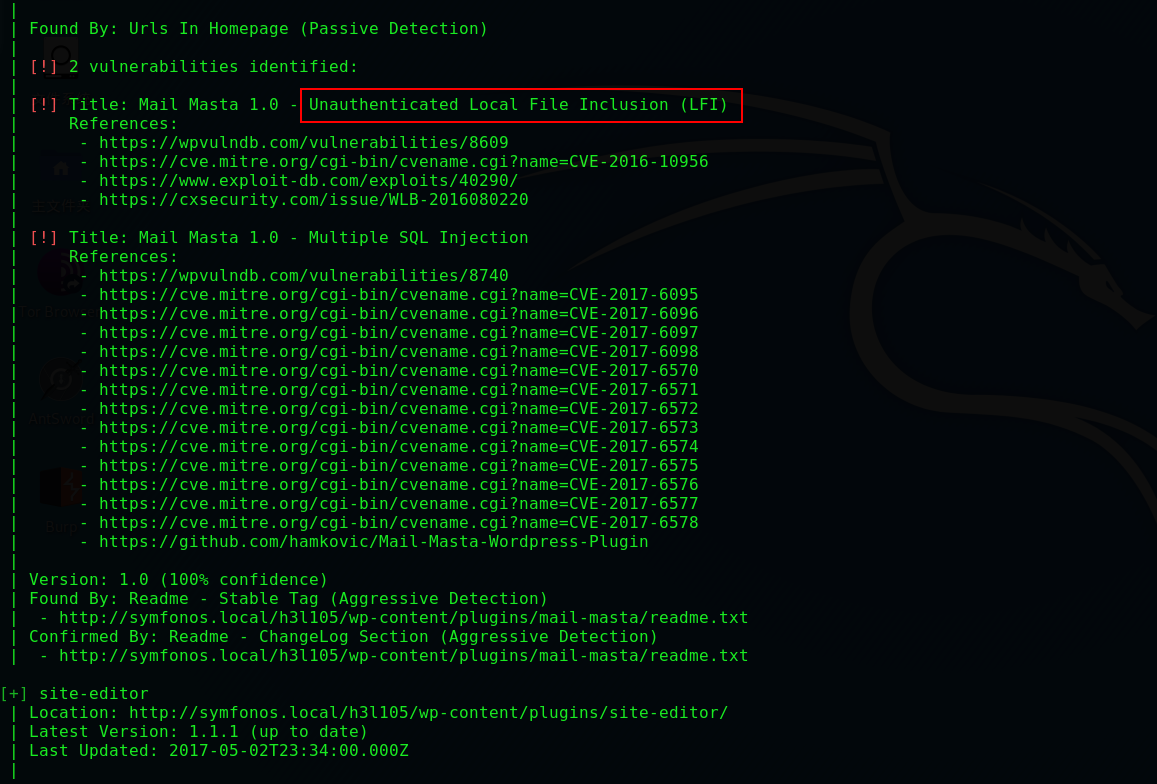 |
| Found By: Urls In Homepage (Passive Detection)
|
| [!] 2 vulnerabilities identified:
|
| [!] Title: Mail Masta 1.0 - Unauthenticated Local File Inclusion (LFI)
|     References:
|      - https://wpvulndb.com/vulnerabilities/8609
|      - https://cve.mitre.org/cgi-bin/cvename.cgi?name=CVE-2016-10956
|      - https://www.exploit-db.com/exploits/40290/
|      - https://cxsecurity.com/issue/WLB-2016080220
|
| [!] Title: Mail Masta 1.0 - Multiple SQL Injection
|     References:
|      - https://wpvulndb.com/vulnerabilities/8740
|      - https://cve.mitre.org/cgi-bin/cvename.cgi?name=CVE-2017-6095
|      - https://cve.mitre.org/cgi-bin/cvename.cgi?name=CVE-2017-6096
|      - https://cve.mitre.org/cgi-bin/cvename.cgi?name=CVE-2017-6097
|      - https://cve.mitre.org/cgi-bin/cvename.cgi?name=CVE-2017-6098
|      - https://cve.mitre.org/cgi-bin/cvename.cgi?name=CVE-2017-6570
|      - https://cve.mitre.org/cgi-bin/cvename.cgi?name=CVE-2017-6571
|      - https://cve.mitre.org/cgi-bin/cvename.cgi?name=CVE-2017-6572
|      - https://cve.mitre.org/cgi-bin/cvename.cgi?name=CVE-2017-6573
|      - https://cve.mitre.org/cgi-bin/cvename.cgi?name=CVE-2017-6574
|      - https://cve.mitre.org/cgi-bin/cvename.cgi?name=CVE-2017-6575
|      - https://cve.mitre.org/cgi-bin/cvename.cgi?name=CVE-2017-6576
|      - https://cve.mitre.org/cgi-bin/cvename.cgi?name=CVE-2017-6577
|      - https://cve.mitre.org/cgi-bin/cvename.cgi?name=CVE-2017-6578
|      - https://github.com/hamkovic/Mail-Masta-Wordpress-Plugin
|
| Version: 1.0 (100% confidence)
| Found By: Readme - Stable Tag (Aggressive Detection)
|  - http://symfonos.local/h3l105/wp-content/plugins/mail-masta/readme.txt
| Confirmed By: Readme - ChangeLog Section (Aggressive Detection)
|  - http://symfonos.local/h3l105/wp-content/plugins/mail-masta/readme.txt

[+] site-editor
| Location: http://symfonos.local/h3l105/wp-content/plugins/site-editor/
| Latest Version: 1.1.1 (up to date)
| Last Updated: 2017-05-02T23:34:00.000Z
|